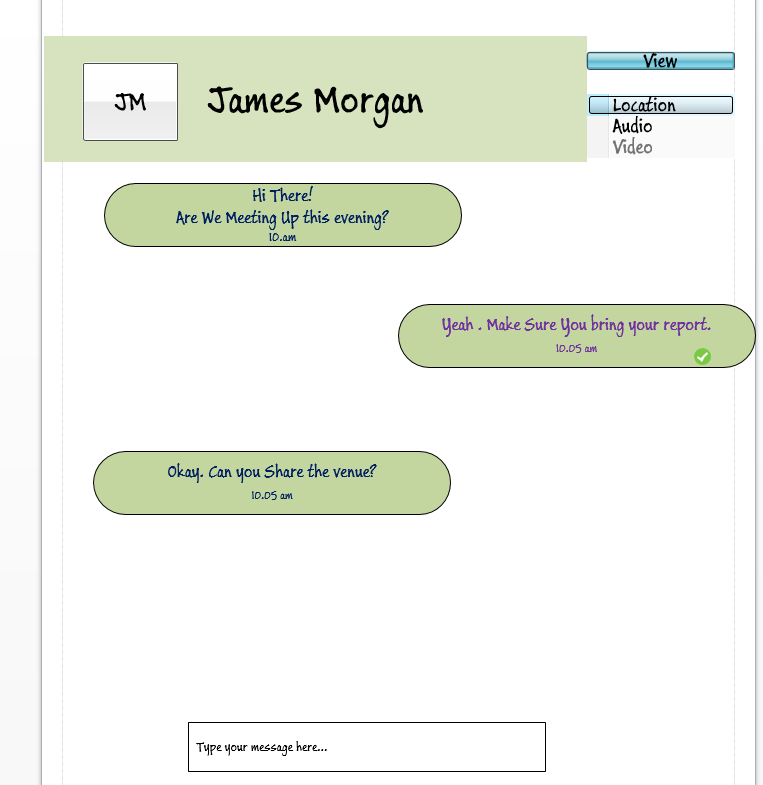 JM
James Morgan
View
Location
Audio
Video
Hi There!
Are We Meeting Up this evening?
10.am
Yeah . Make Sure You bring your report.
10.05 am
Okay. Can you Share the venue?
10.05 am
Type your message here...